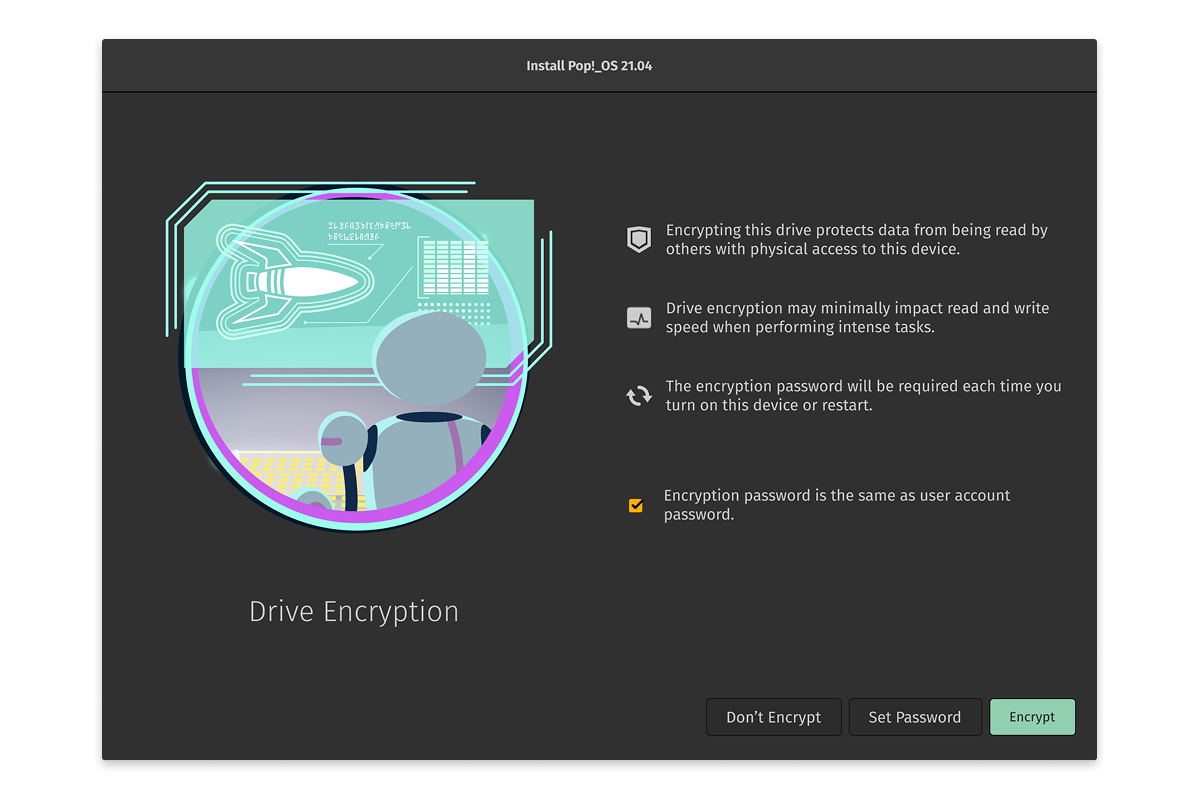 Install Pop!_OS 21.04
Encrypting this drive protects data from being read by
others with physical access to this device.
Drive encryption may minimally impact read and write
speed when performing intense tasks.
The encryption password will be required each time you
turn on this device or restart.
Encryption password is the same as user account
password.
Drive Encryption
Don’t Encrypt
Set Password
Encrypt